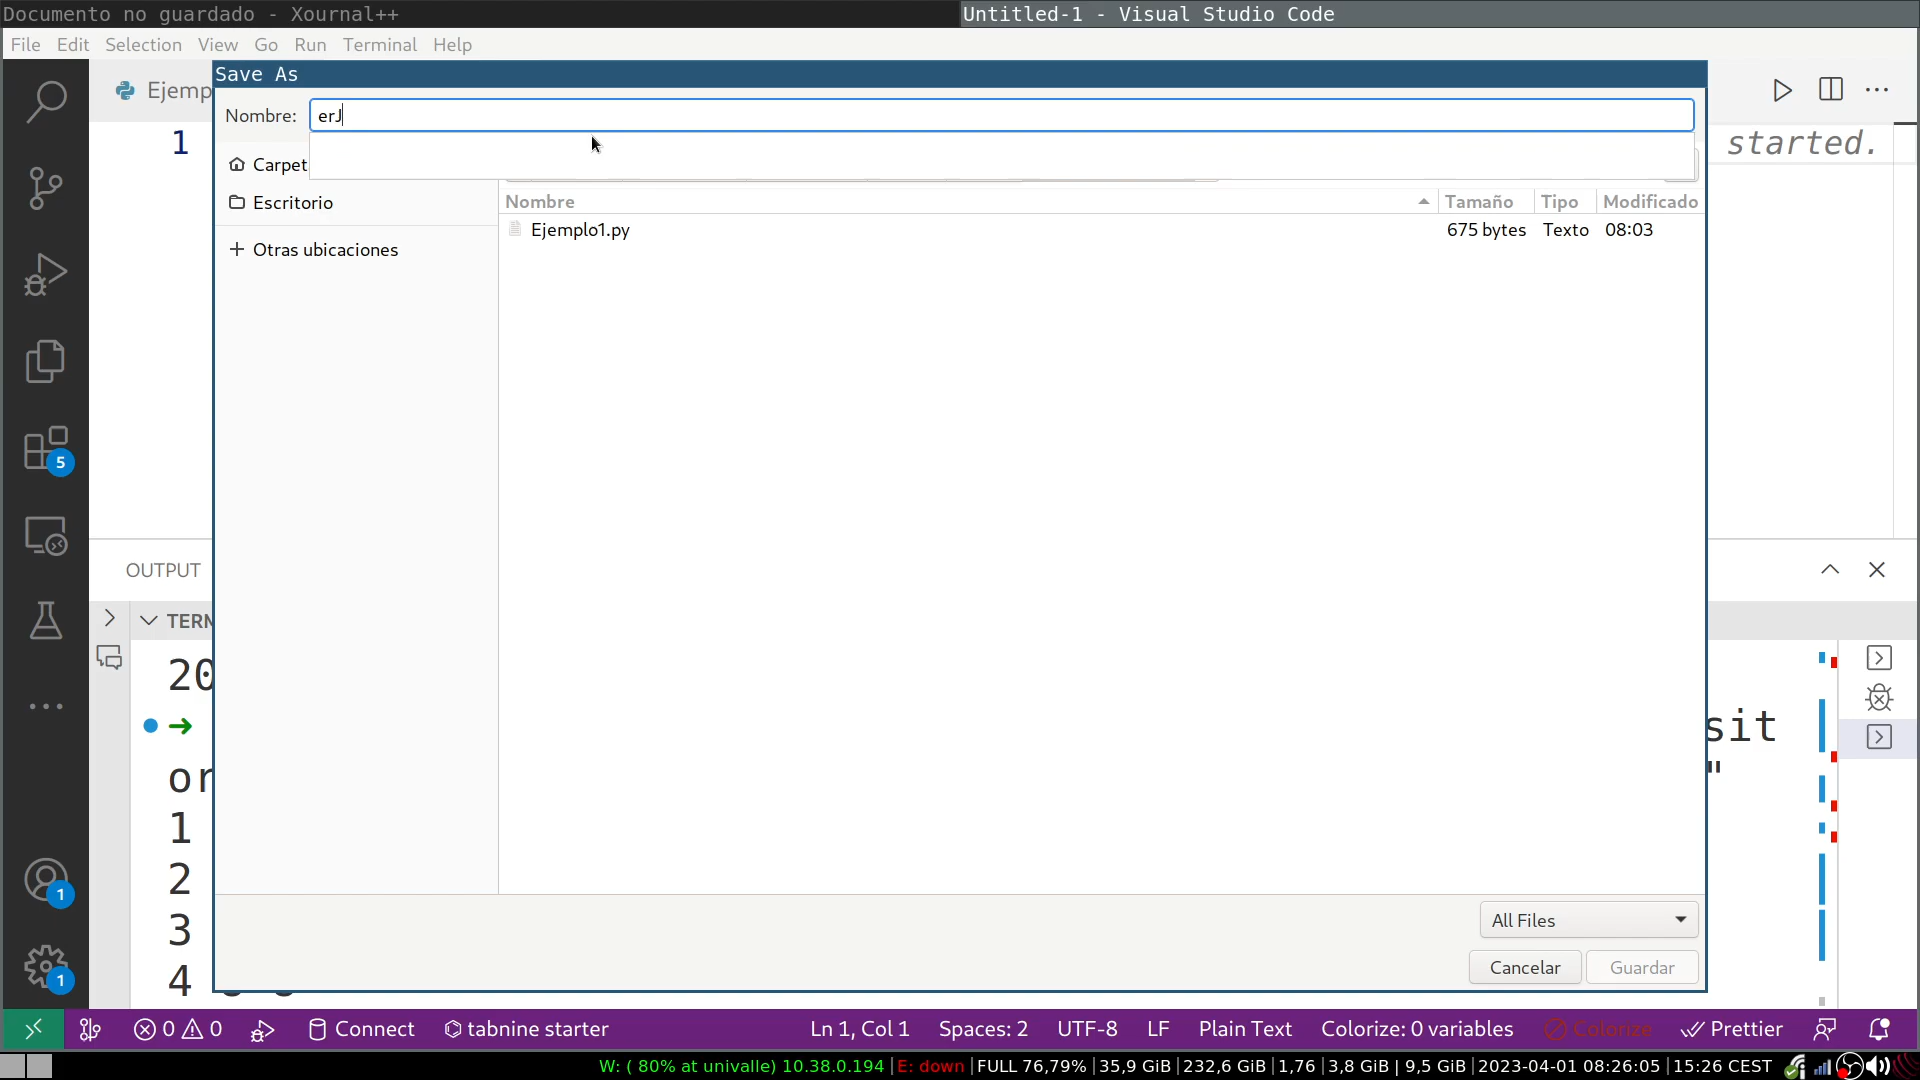 Documento no guardado - Xournal++
Untitled-1 - Visual Studio Code
File Edit Selection View Go Run Terminal Help
Ejemp
Save As
Nombre: erJ
1
started.
Carpet
Escritorio
Otras ubicaciones
Nombre Tamaño Tipo Modificado
Ejemplo1.py 675 bytes Texto 08:03
5
OUTPUT
TERM
20
sit
or
"
1
2
3
4
1
1
All Files
Cancelar Guardar
0 0 Connect tabnine starter Ln 1, Col 1 Spaces: 2 UTF-8 LF Plain Text Colorize: 0 variables Colorize Prettier
W: ( 80% at univalle) 10.38.0.194 |E: down |FULL 76,79% |35,9 GiB |232,6 GiB |1,76 |3,8 GiB | 9,5 GiB |2023-04-01 08:26:05 |15:26 CEST